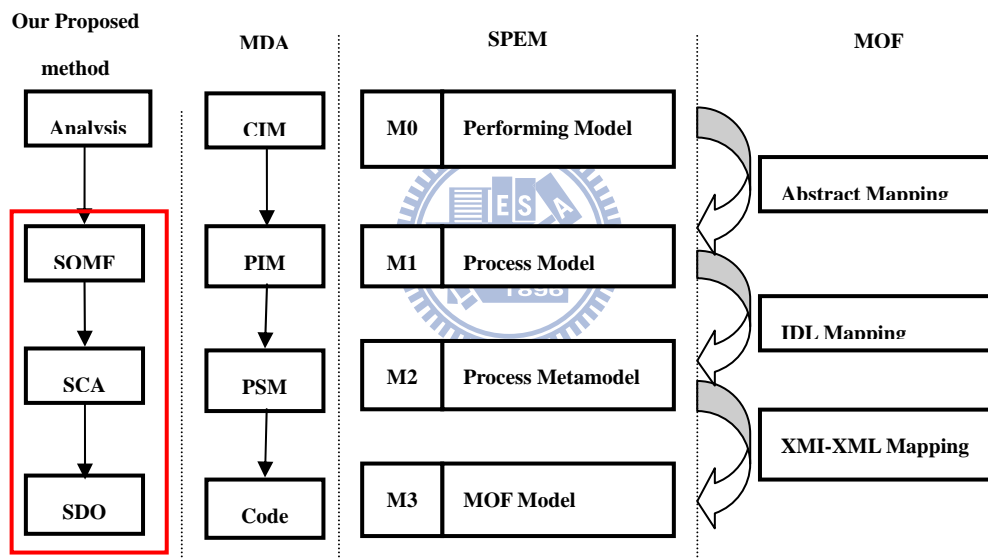 Our Proposed
method
MDA
SPEM
MOF
Analysis
CIM
M0 Performing Model
Abstract Mapping
SOMF
PIM
M1 Process Model
IDL Mapping
SCA
PSM
M2 Process Metamodel
XMI-XML Mapping
SDO
Code
M3 MOF Model
E S A
1898